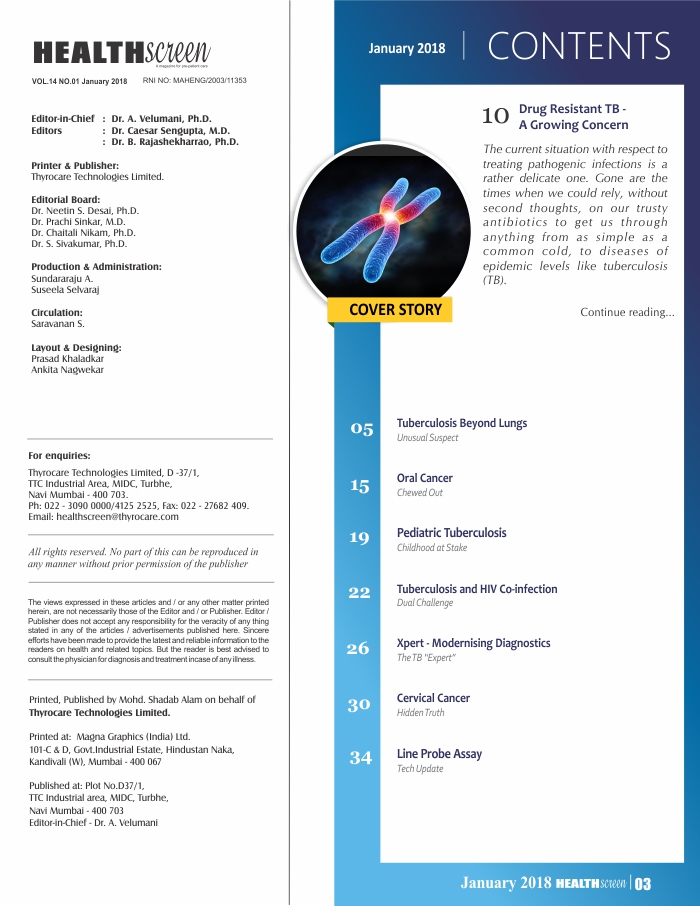 HEALTHscreen
A magazine for pre-patient care
VOL.14 NO.01 January 2018 RNI NO: MAHENG/2003/11353
Editor-in-Chief : Dr. A. Velumani, Ph.D.
Editors : Dr. Caesar Sengupta, M.D.
: Dr. B. Rajashekharrao, Ph.D.
Printer & Publisher:
Thyrocare Technologies Limited.
Editorial Board:
Dr. Neetin S. Desai, Ph.D.
Dr. Prachi Sinkar, M.D.
Dr. Chaitali Nikam, Ph.D.
Dr. S. Sivakumar, Ph.D.
Production & Administration:
Sundararaju A.
Suseela Selvaraj
Circulation:
Saravanan S.
Layout & Designing:
Prasad Khaladkar
Ankita Nagwekar
For enquiries:
Thyrocare Technologies Limited, D -37/1,
TTC Industrial Area, MIDC, Turbhe,
Navi Mumbai - 400 703.
Ph: 022 - 3090 0000/4125 2525, Fax: 022 - 27682 409.
Email: healthscreen@thyrocare.com
All rights reserved. No part of this can be reproduced in
any manner without prior permission of the publisher
The views expressed in these articles and / or any other matter printed
herein, are not necessarily those of the Editor and / or Publisher. Editor /
Publisher does not accept any responsibility for the veracity of any thing
stated in any of the articles / advertisements published here. Sincere
efforts have been made to provide the latest and reliable information to the
readers on health and related topics. But the reader is best advised to
consult the physician for diagnosis and treatment incase of any illness.
Printed, Published by Mohd. Shadab Alam on behalf of
Thyrocare Technologies Limited.
Printed at: Magna Graphics (India) Ltd.
101-C & D, Govt.Industrial Estate, Hindustan Naka,
Kandivali (W), Mumbai - 400 067
Published at: Plot No.D37/1,
TTC Industrial area, MIDC, Turbhe,
Navi Mumbai - 400 703
Editor-in-Chief - Dr. A. Velumani
January 2018 | CONTENTS
10 Drug Resistant TB -
A Growing Concern
The current situation with respect to
treating pathogenic infections is a
rather delicate one. Gone are the
times when we could rely, without
second thoughts, on our trusty
antibiotics to get us through
anything from as simple as a
common cold, to diseases of
epidemic levels like tuberculosis
(TB).
COVER STORY
Continue reading...
05 Tuberculosis Beyond Lungs
Unusual Suspect
15 Oral Cancer
Chewed Out
19 Pediatric Tuberculosis
Childhood at Stake
22 Tuberculosis and HIV Co-infection
Dual Challenge
26 Xpert - Modernising Diagnostics
The TB "Expert"
30 Cervical Cancer
Hidden Truth
34 Line Probe Assay
Tech Update
January 2018 HEALTHscreen | 03